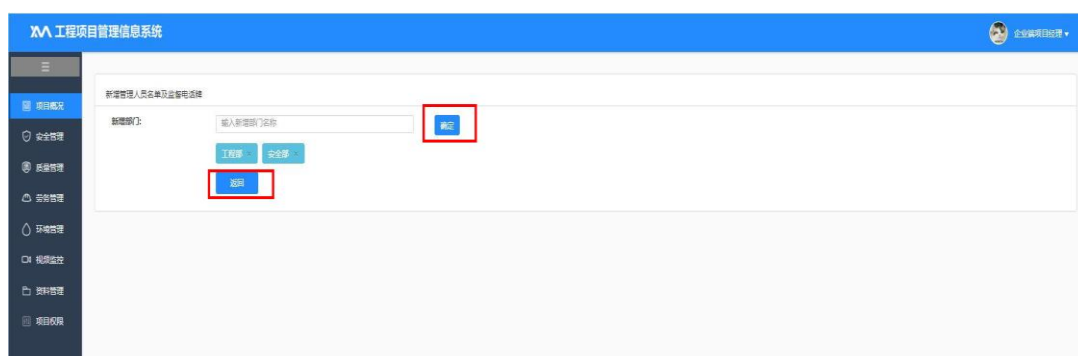 工程项目管理信息系统
企业端项目经理
新增管理人员名单及监督电话牌
项目概况
新增部门:
输入新增部门名称
确定
安全管理
工程部 ×
安全部 ×
质量管理
返回
劳务管理
环境管理
视频监控
资料管理
项目权限